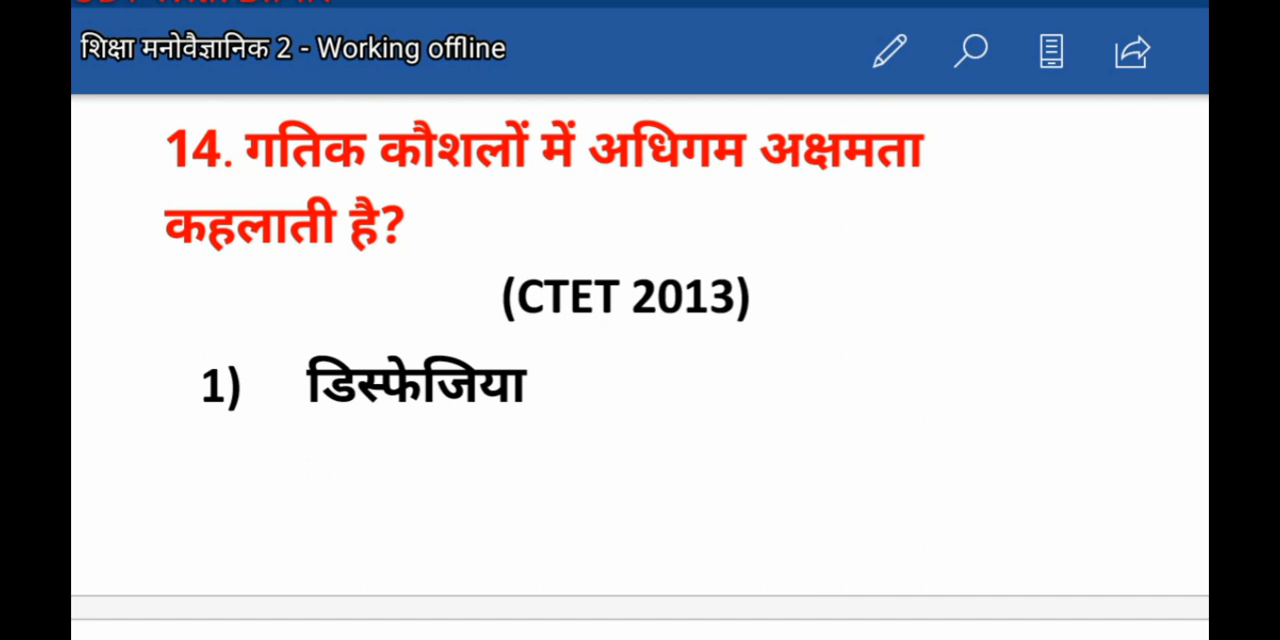 शिक्षा मनोवैज्ञानिक 2 - Working offline
14. गतिक कौशलों में अधिगम अक्षमता
कहलाती है?
(CTET 2013)
1) डिस्फेजिया